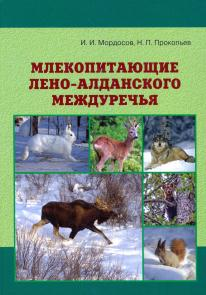 И. И. Мордосов, Н. П. Прокопьев
МЛЕКОПИТАЮЩИЕ
ЛЕНО-АЛДАНСКОГО
МЕЖДУРЕЧЬЯ